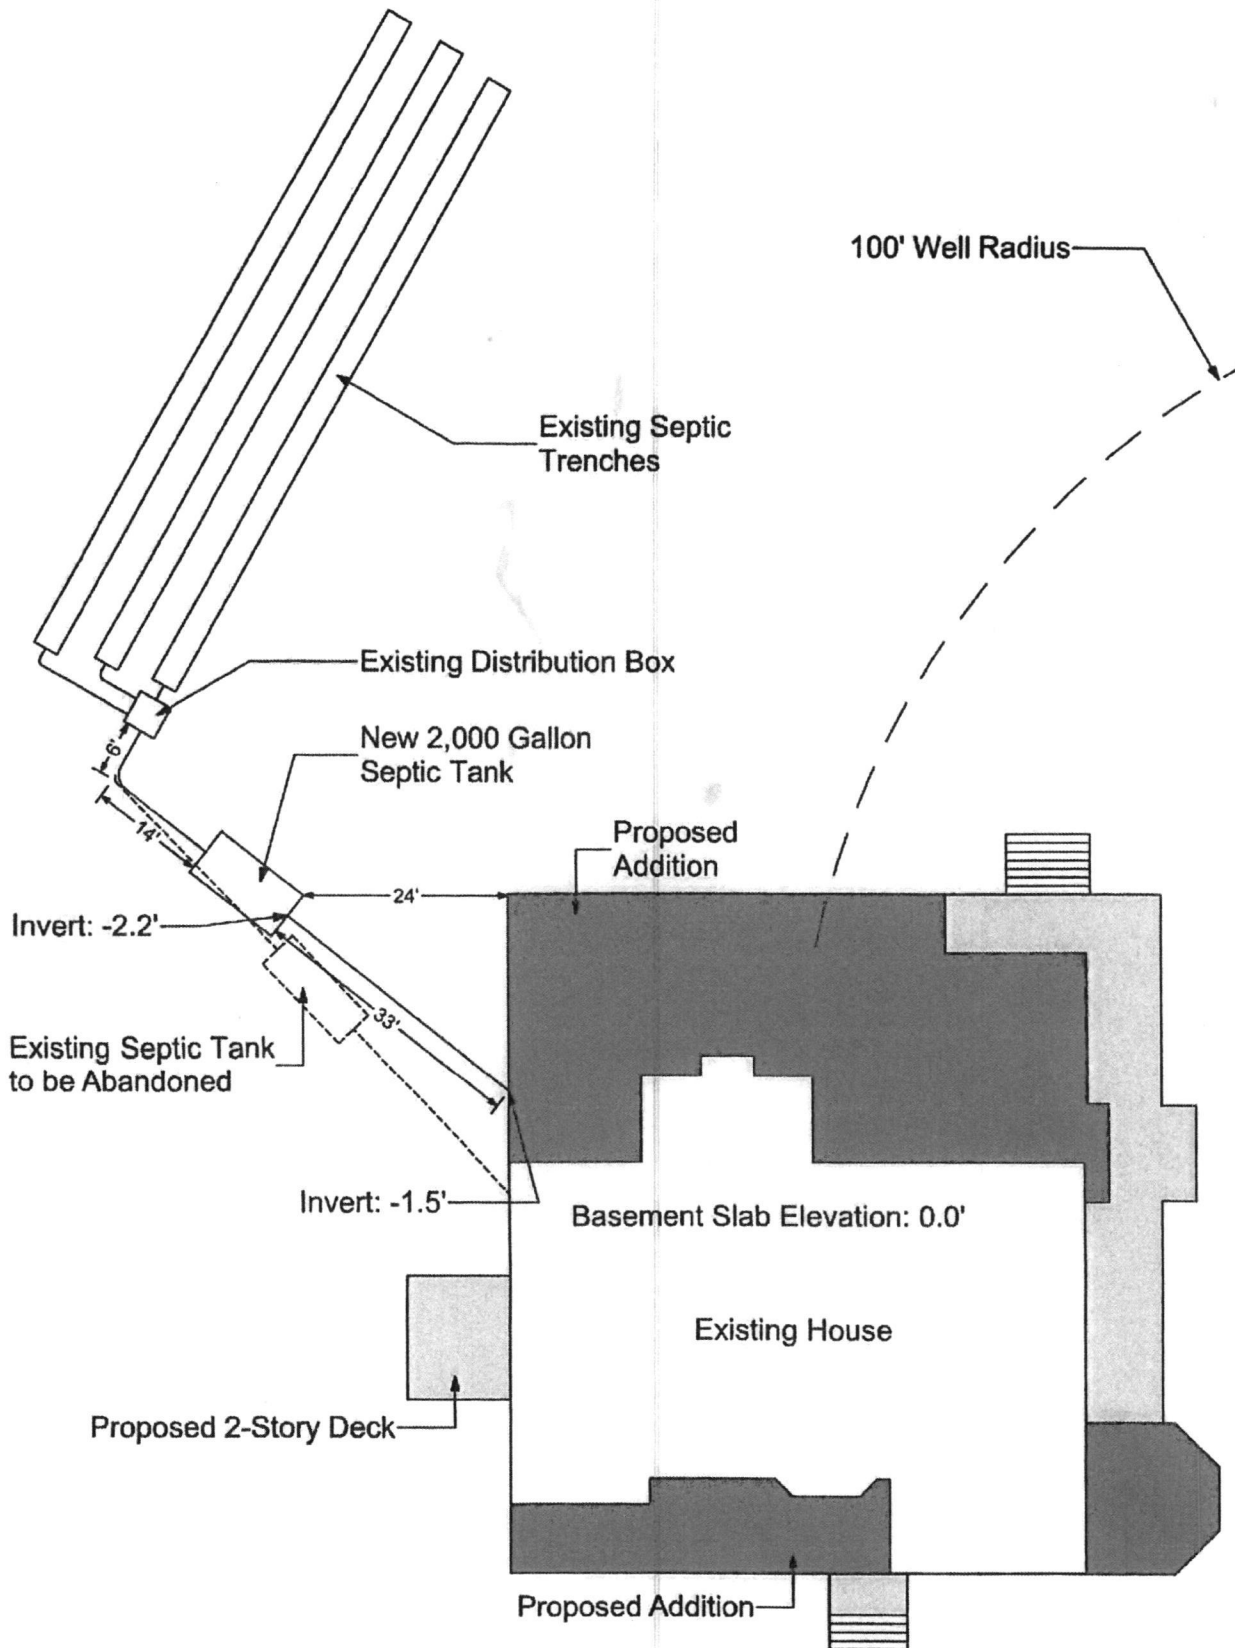 100' Well Radius
Existing Septic
Trenches
Existing Distribution Box
6'
New 2,000 Gallon
Septic Tank
14'
Proposed
Addition
24'
Invert: -2.2'
33'
Existing Septic Tank
to be Abandoned
Invert: -1.5'
Basement Slab Elevation: 0.0'
Existing House
Proposed 2-Story Deck
Proposed Addition